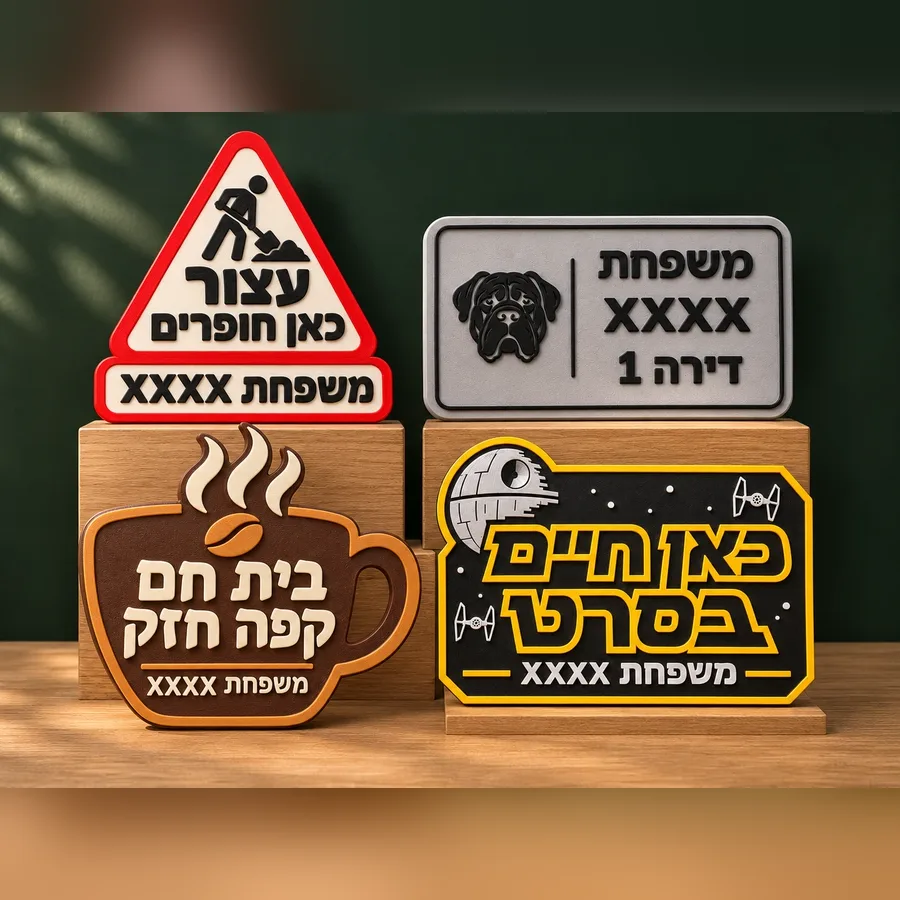 עצור
כאן חופרים
משפחת XXXX
משפחת
XXXX
דירה 1
בית חם
קפה חזק
משפחת XXXX
כאן חיים
בסרט
משפחת XXXX